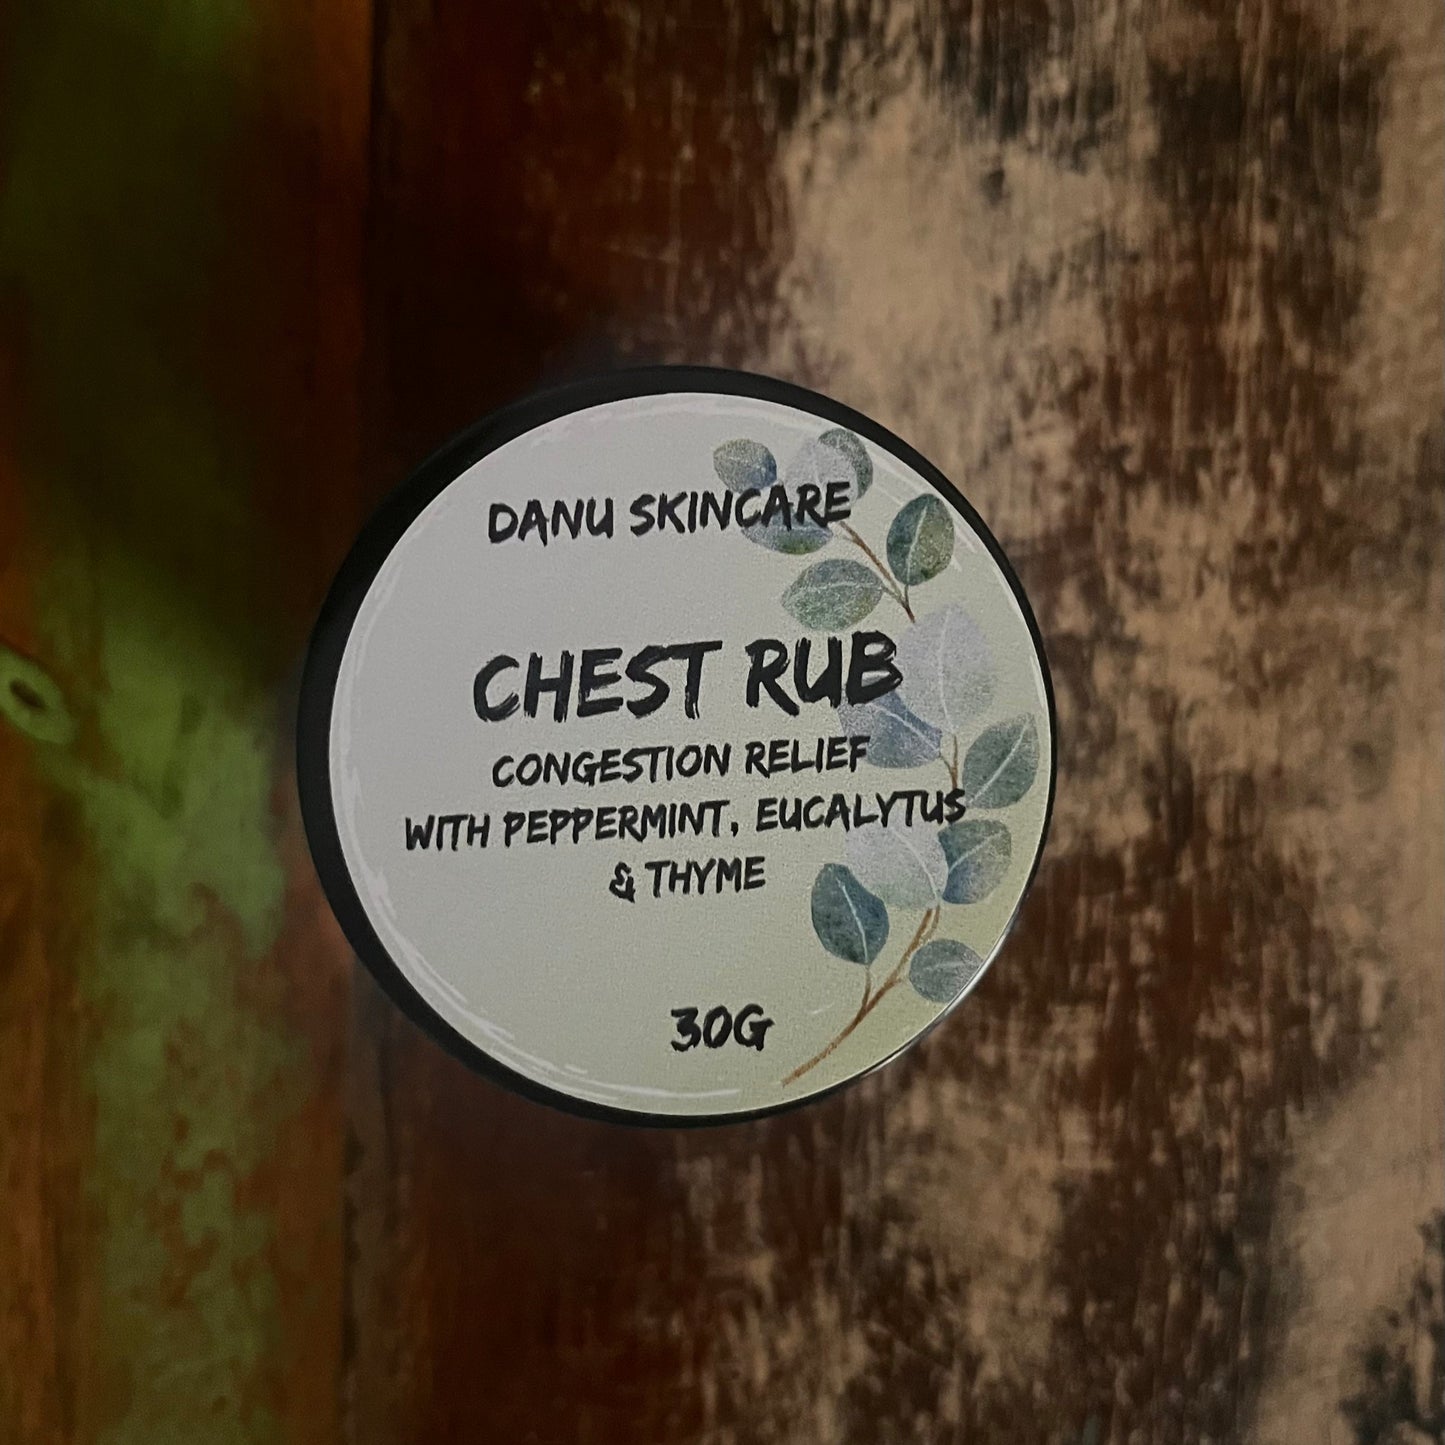 DANU SKINCARE
CHEST RUB
CONGESTION RELIEF
WITH PEPPERMINT, EUCALYTUS
& THYME
30G